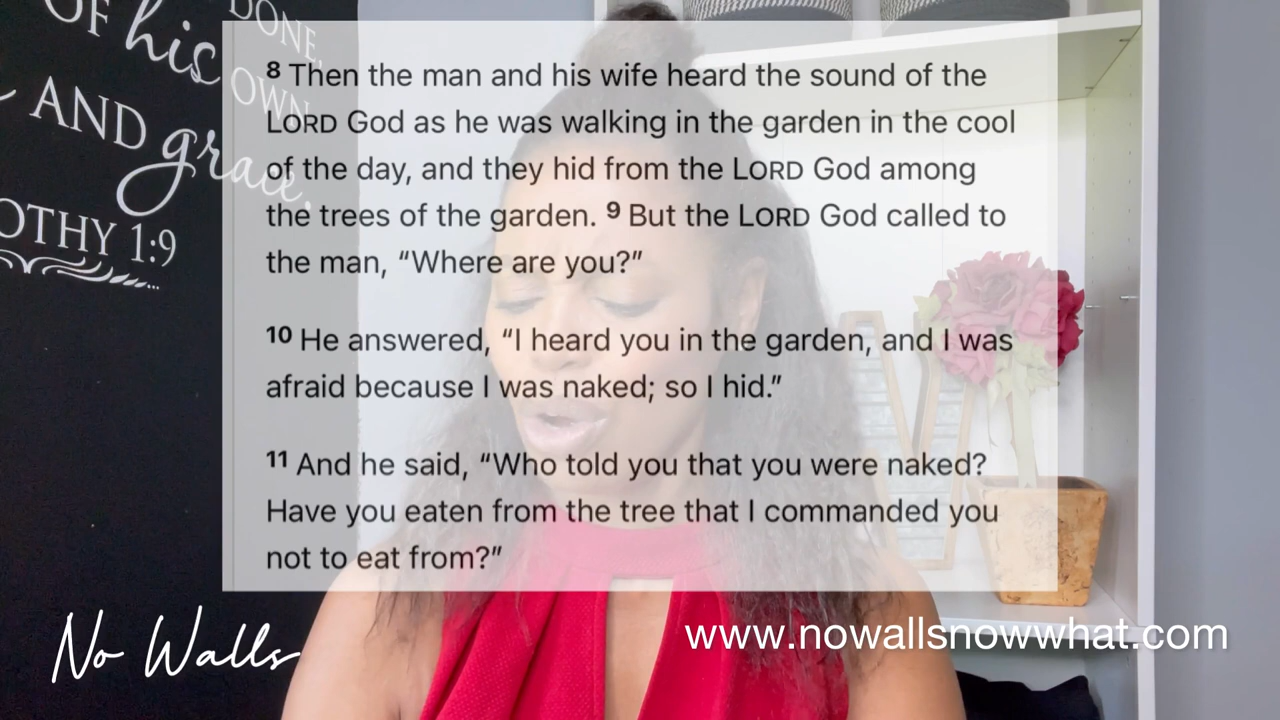 DONE,
OF his
OWN
AND grace.
OTHY 1:9
8 Then the man and his wife heard the sound of the
LORD God as he was walking in the garden in the cool
of the day, and they hid from the LORD God among
the trees of the garden. 9 But the LORD God called to
the man, “Where are you?”
10 He answered, “I heard you in the garden, and I was
afraid because I was naked; so I hid.”
11 And he said, “Who told you that you were naked?
Have you eaten from the tree that I commanded you
not to eat from?”
No Walls
www.nowallsnowwhat.com